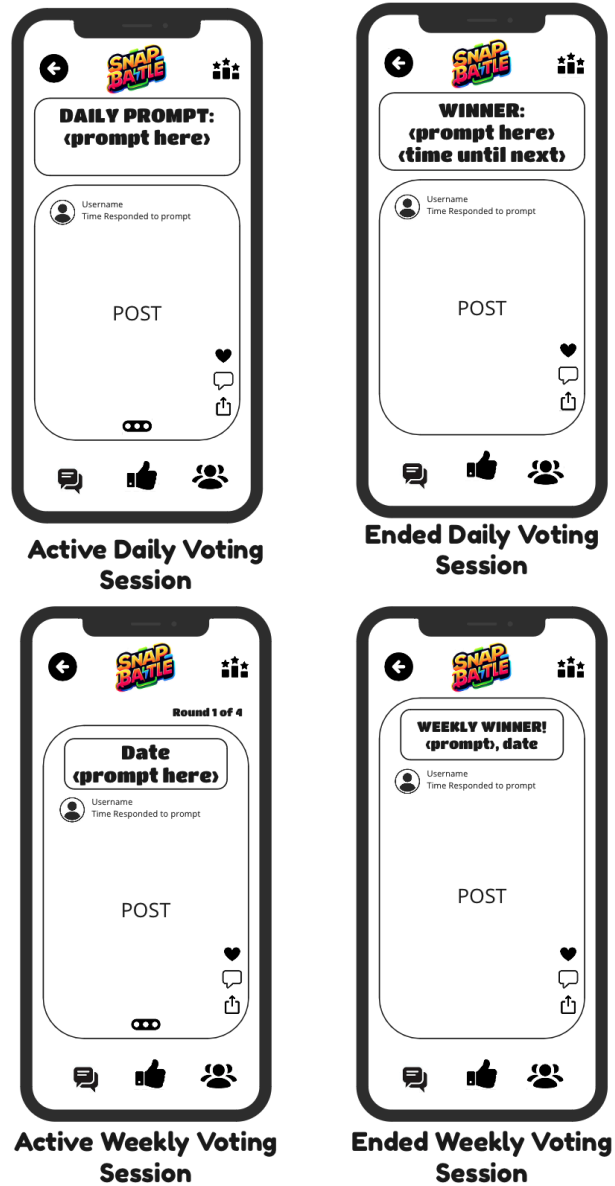 SNAP
BATTLE
DAILY PROMPT:
<prompt here>
Username
Time Responded to prompt
POST
Active Daily Voting
Session
SNAP
BATTLE
WINNER:
<prompt here>
<time until next>
Username
Time Responded to prompt
POST
Ended Daily Voting
Session
SNAP
BATTLE
Round 1 of 4
Date
<prompt here>
Username
Time Responded to prompt
POST
Active Weekly Voting
Session
SNAP
BATTLE
WEEKLY WINNER!
<prompt>, date
Username
Time Responded to prompt
POST
Ended Weekly Voting
Session